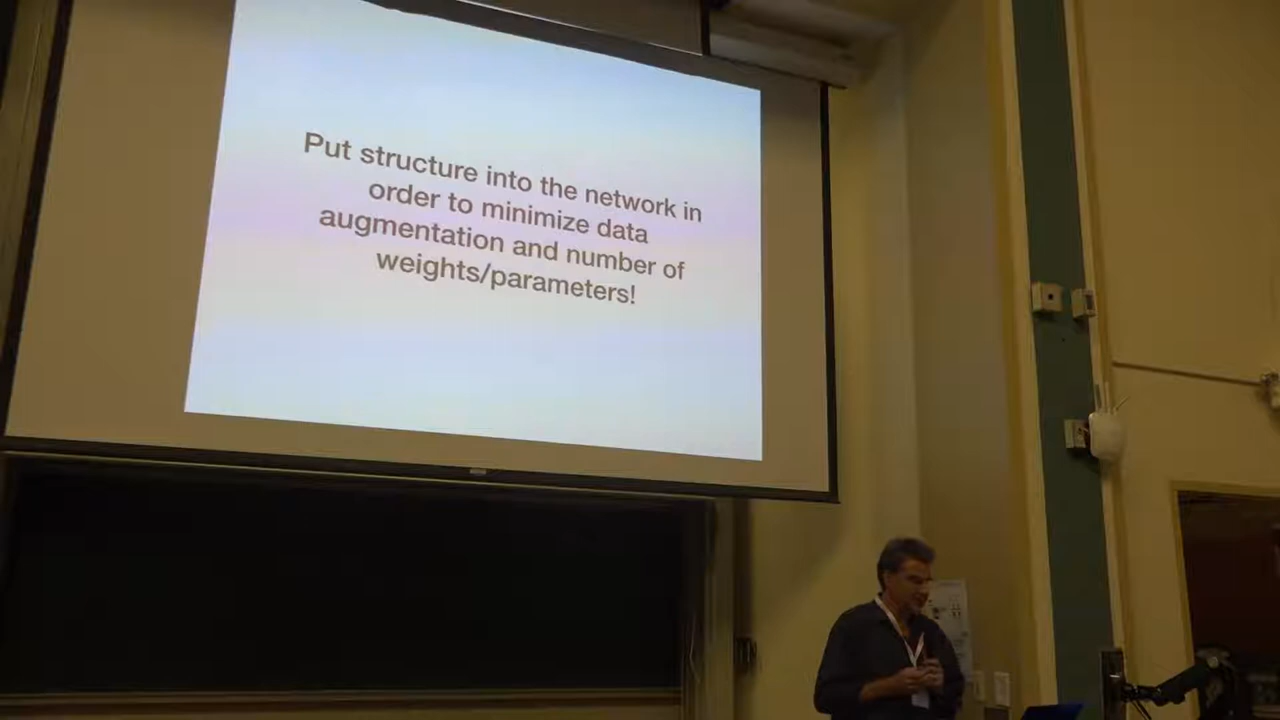 Put structure into the network in
order to minimize data
augmentation and number of
weights/parameters!